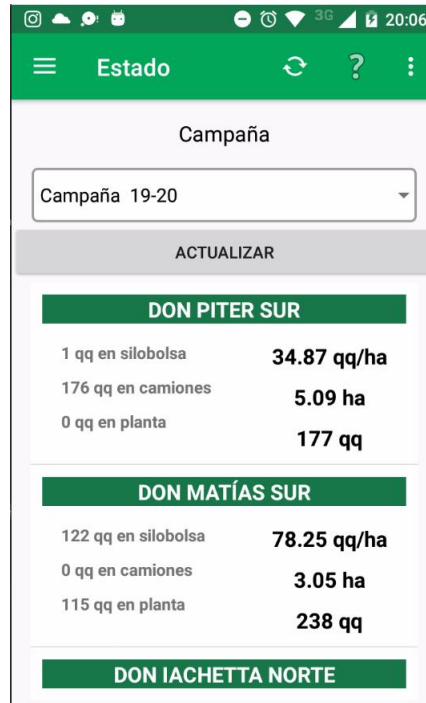 3G 20:06
Estado ?
Campaña
Campaña 19-20
ACTUALIZAR
DON PITER SUR
1 qq en silobolsa 34.87 qq/ha
176 qq en camiones 5.09 ha
0 qq en planta 177 qq
DON MATÍAS SUR
122 qq en silobolsa 78.25 qq/ha
0 qq en camiones 3.05 ha
115 qq en planta 238 qq
DON IACHETTA NORTE